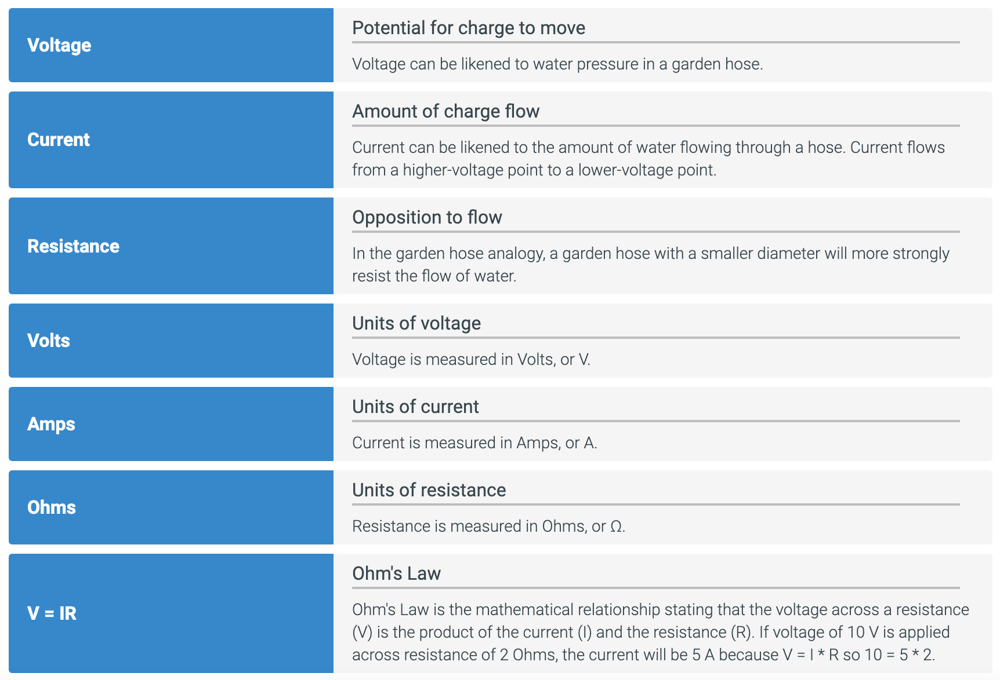 Voltage
Potential for charge to move
Voltage can be likened to water pressure in a garden hose.
Current
Amount of charge flow
Current can be likened to the amount of water flowing through a hose. Current flows
from a higher-voltage point to a lower-voltage point.
Resistance
Opposition to flow
In the garden hose analogy, a garden hose with a smaller diameter will more strongly
resist the flow of water.
Volts
Units of voltage
Voltage is measured in Volts, or V.
Amps
Units of current
Current is measured in Amps, or A.
Ohms
Units of resistance
Resistance is measured in Ohms, or Ω.
V = IR
Ohm's Law
Ohm's Law is the mathematical relationship stating that the voltage across a resistance
(V) is the product of the current (I) and the resistance (R). If voltage of 10 V is applied
across resistance of 2 Ohms, the current will be 5 A because V = I * R so 10 = 5 * 2.